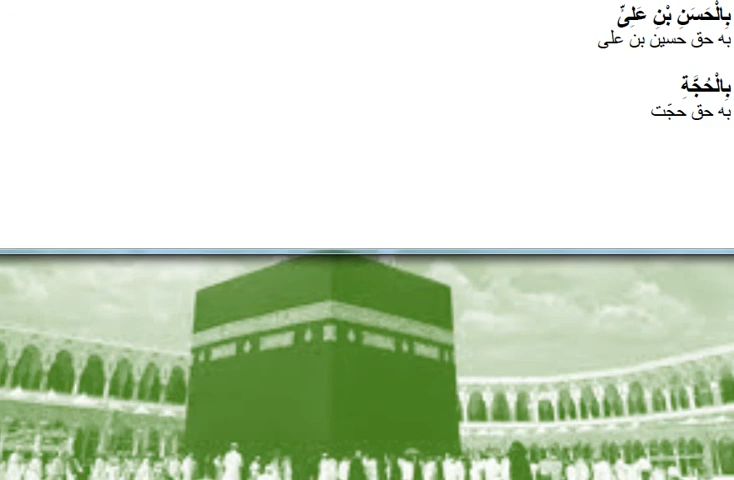 بِالْحَسَنِ بْنِ عَلِیٍّ
به حق حسین بن علی
بِالْحُجَّةِ
به حق حجّت